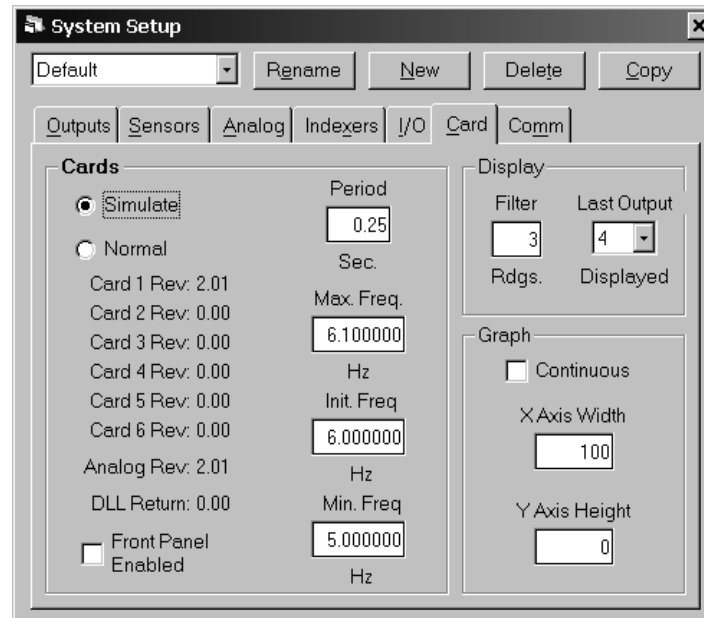 System Setup
Default
Rename
New
Delete
Copy
Outputs
Sensors
Analog
Indexers
I/O
Card
Comm
Cards
Simulate
Normal
Card 1 Rev: 2.01
Card 2 Rev: 0.00
Card 3 Rev: 0.00
Card 4 Rev: 0.00
Card 5 Rev: 0.00
Card 6 Rev: 0.00
Analog Rev: 2.01
DLL Return: 0.00
Front Panel
Enabled
Period
0.25
Sec.
Max. Freq.
6.100000
Hz
Init. Freq
6.000000
Hz
Min. Freq
5.000000
Hz
Display
Filter
3
Rdgs.
Last Output
4
Displayed
Graph
Continuous
X Axis Width
100
Y Axis Height
0